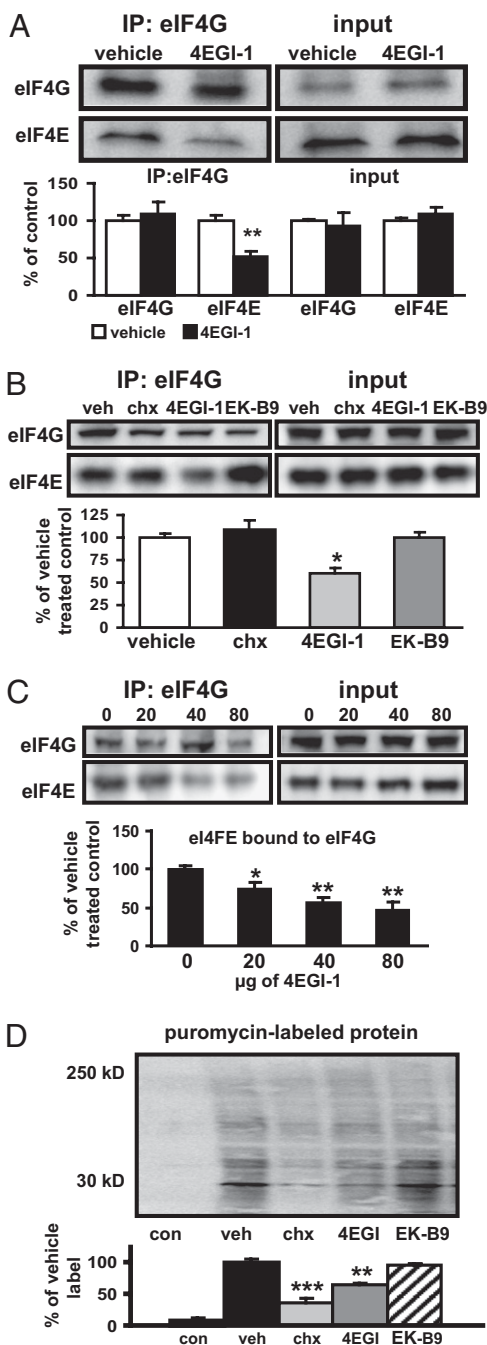 A
IP: eIF4G input
vehicle 4EGI-1 vehicle 4EGI-1
eIF4G
eIF4E
IP:eIF4G input
% of control
150
100
50
0
**
eIF4G eIF4E eIF4G eIF4E
vehicle 4EGI-1
B
IP: eIF4G input
veh chx 4EGI-1 EK-B9 veh chx 4EGI-1 EK-B9
eIF4G
eIF4E
% of vehicle
treated control
125
100
75
50
25
0
*
vehicle chx 4EGI-1 EK-B9
C
IP: eIF4G input
0 20 40 80 0 20 40 80
eIF4G
eIF4E
eI4FE bound to eIF4G
% of vehicle
treated control
150
100
50
0
* ** **
0 20 40 80
µg of 4EGI-1
D
puromycin-labeled protein
250 kD
30 kD
con veh chx 4EGI EK-B9
% of vehicle
label
100
50
0
*** **
con veh chx 4EGI EK-B9